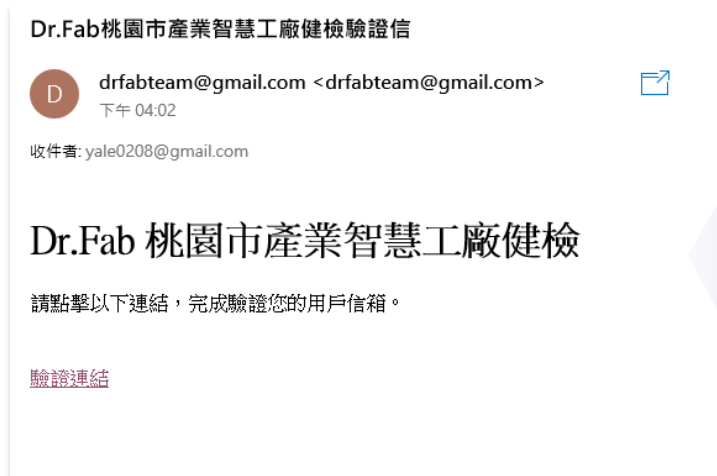 Dr.Fab桃園市產業智慧工廠健檢驗證信
D
drfabteam@gmail.com <drfabteam@gmail.com>
下午 04:02
收件者: yale0208@gmail.com
Dr.Fab 桃園市產業智慧工廠健檢
請點擊以下連結，完成驗證您的用戶信箱。
驗證連結